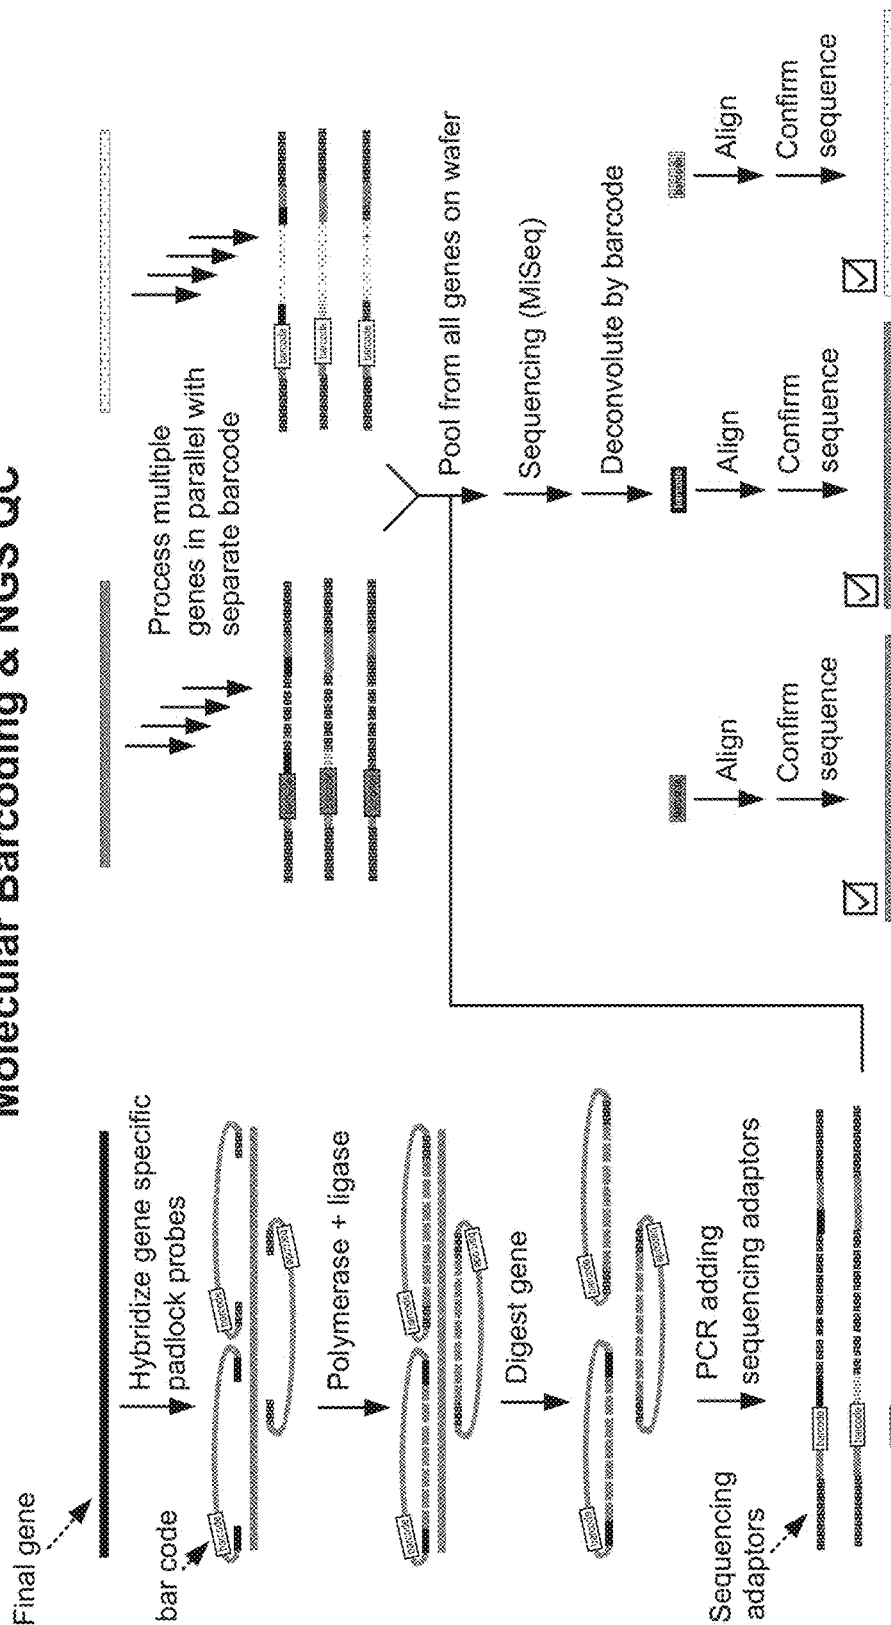 Molecular Barcoding & NGS QC
Final gene
Hybridize gene specific
padlock probes
bar code
barcode
barcode
barcode
Polymerase + ligase
barcode
barcode
barcode
Digest gene
barcode
barcode
barcode
PCR adding
sequencing adaptors
Sequencing
adaptors
barcode
barcode
Process multiple
genes in parallel with
separate barcode
barcode
barcode
barcode
Pool from all genes on wafer
Sequencing (MiSeq)
Deconvolute by barcode
Align
Confirm
sequence
Align
Confirm
sequence
barcode
Align
Confirm
sequence